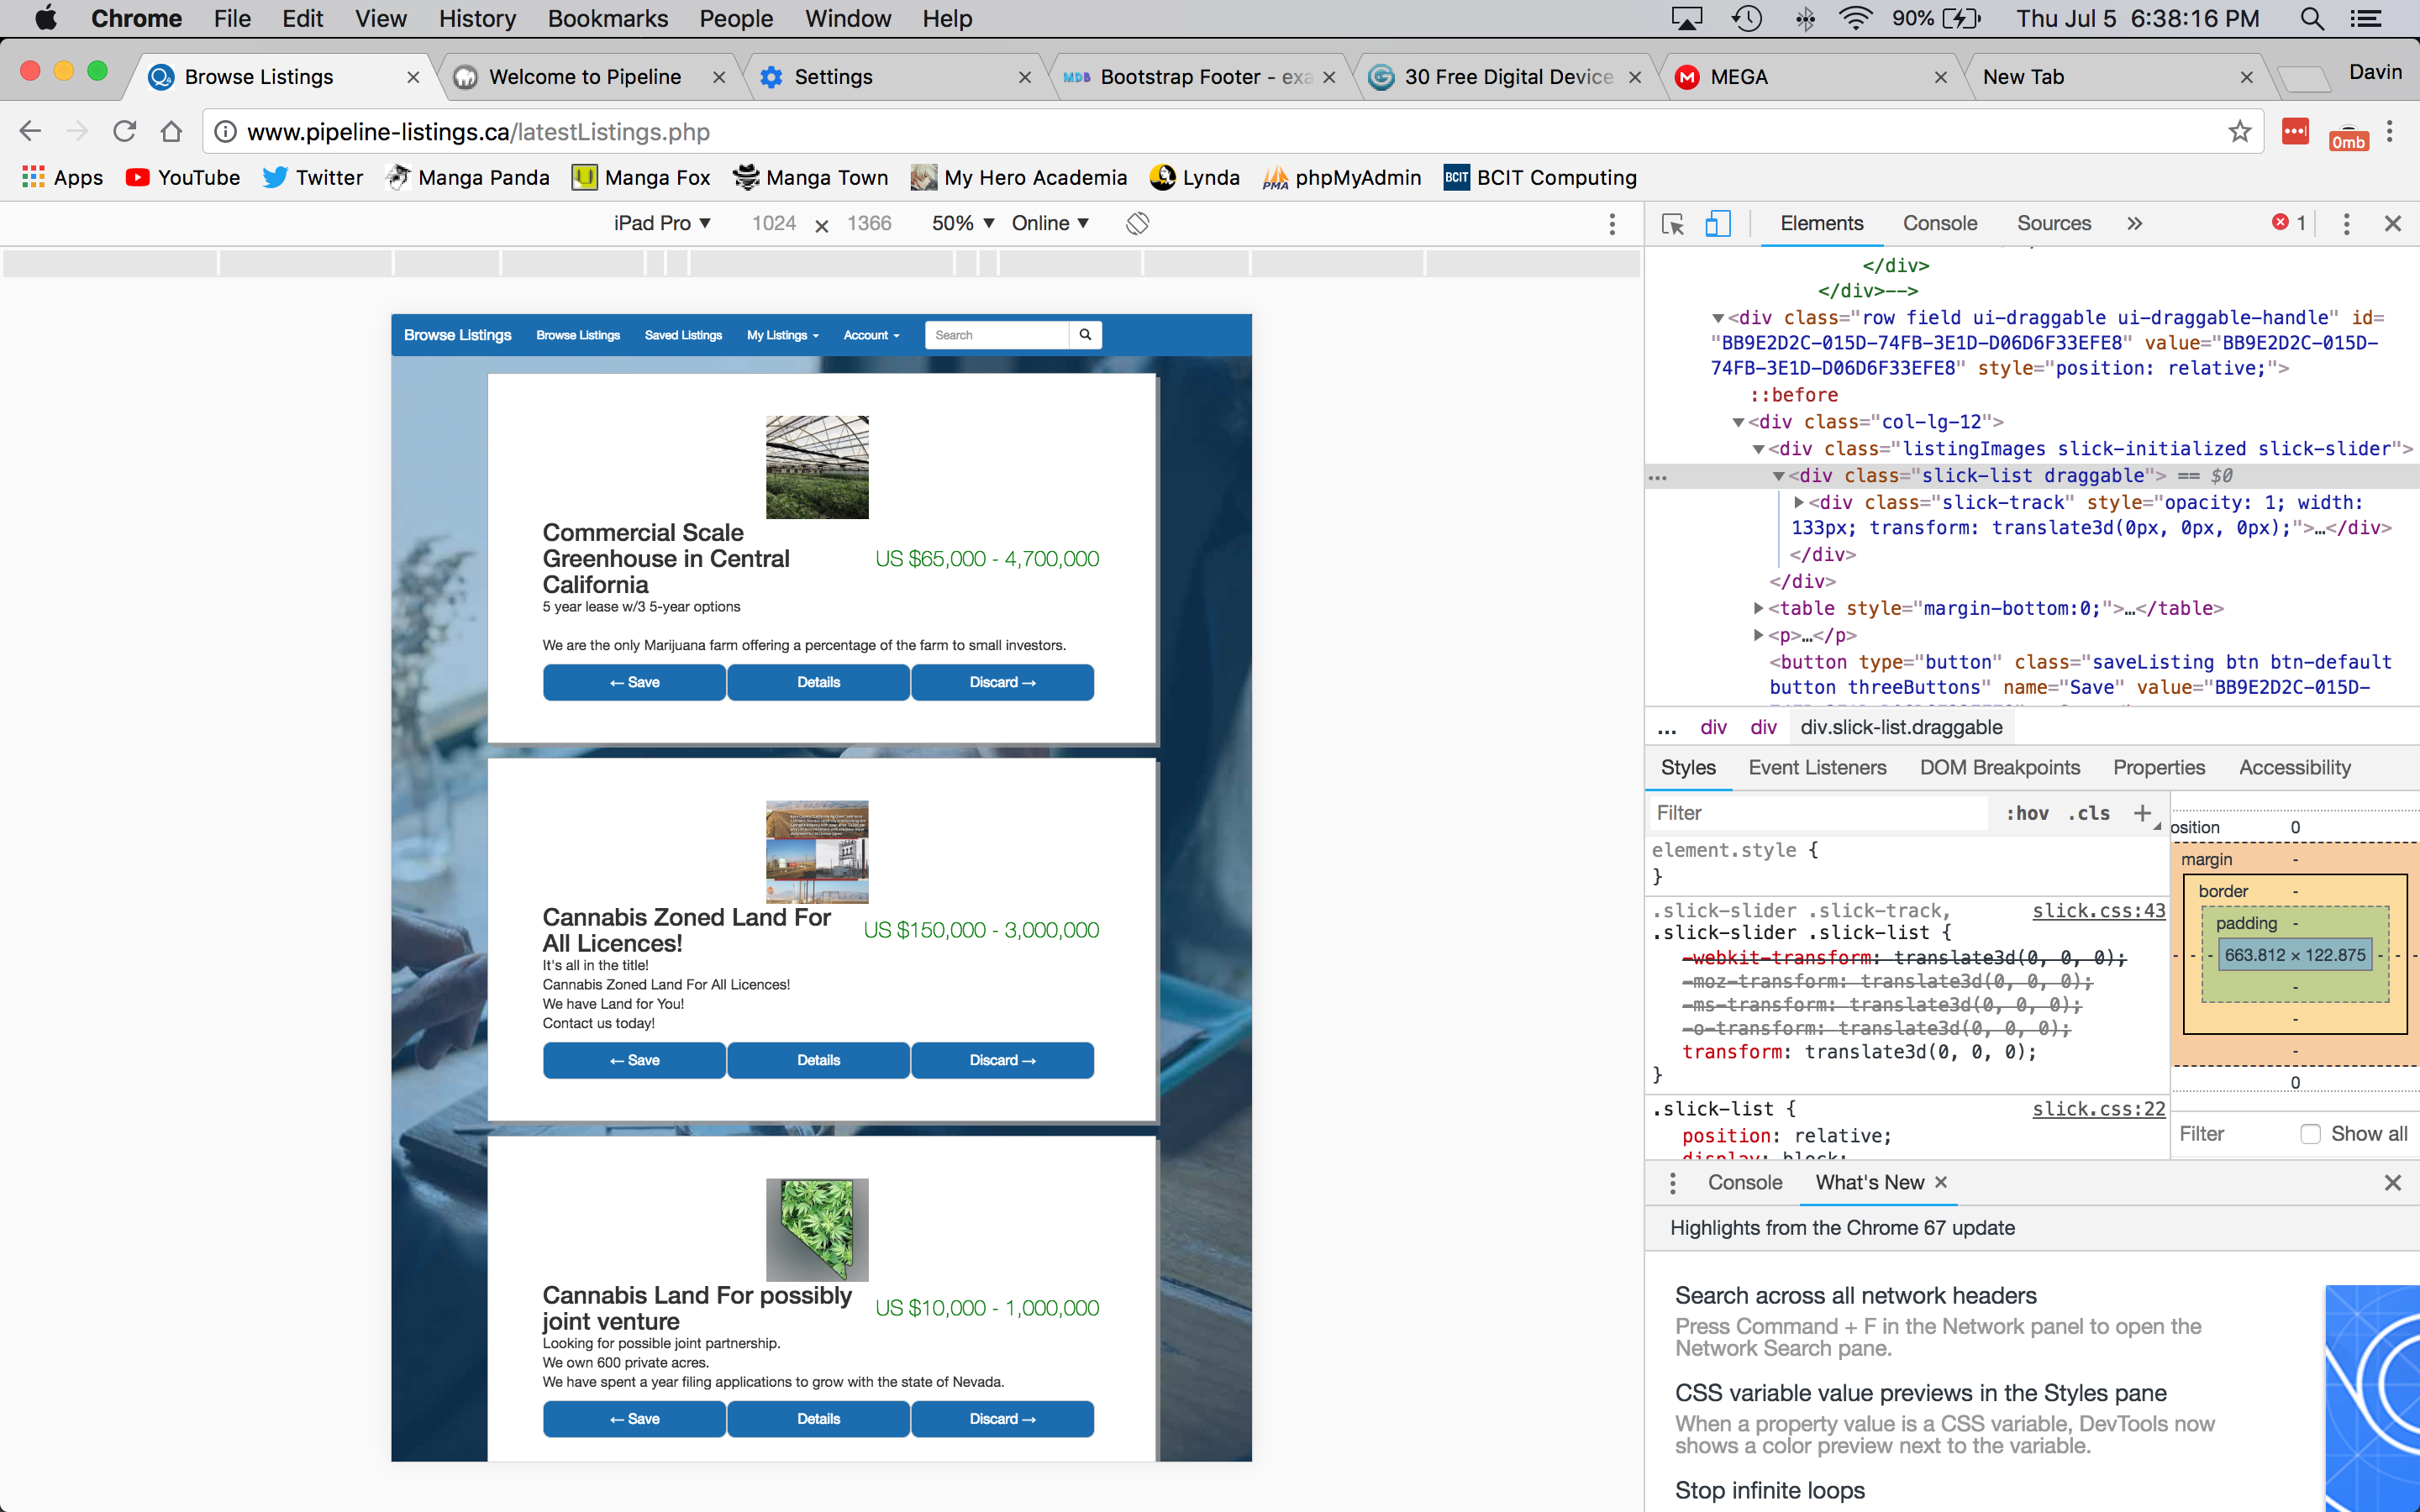 Chrome File Edit View History Bookmarks People Window Help 90% Thu Jul 5 6:38:16 PM
Browse Listings Welcome to Pipeline Settings MDB Bootstrap Footer - exa 30 Free Digital Device MEGA New Tab Davin
www.pipeline-listings.ca/latestListings.php 0mb
Apps YouTube Twitter Manga Panda Manga Fox Manga Town My Hero Academia Lynda PMA phpMyAdmin BCIT BCIT Computing
iPad Pro ▼ 1024 × 1366 50% ▼ Online ▼
Browse Listings Browse Listings Saved Listings My Listings Account Search
Commercial Scale
Greenhouse in Central
California
US $65,000 - 4,700,000
5 year lease w/3 5-year options
We are the only Marijuana farm offering a percentage of the farm to small investors.
← Save Details Discard →
Cannabis Zoned Land For
All Licences!
US $150,000 - 3,000,000
It's all in the title!
Cannabis Zoned Land For All Licences!
We have Land for You!
Contact us today!
← Save Details Discard →
Cannabis Land For possibly
joint venture
US $10,000 - 1,000,000
Looking for possible joint partnership.
We own 600 private acres.
We have spent a year filing applications to grow with the state of Nevada.
← Save Details Discard →
Elements Console Sources » 1
</div>
</div>-->
▼<div class="row field ui-draggable ui-draggable-handle" id=
"BB9E2D2C-015D-74FB-3E1D-D06D6F33EFE8" value="BB9E2D2C-015D-
74FB-3E1D-D06D6F33EFE8" style="position: relative;">
::before
▼<div class="col-lg-12">
▼<div class="listingImages slick-initialized slick-slider">
… ▼<div class="slick-list draggable"> == $0
▶<div class="slick-track" style="opacity: 1; width:
133px; transform: translate3d(0px, 0px, 0px);">…</div>
</div>
</div>
▶<table style="margin-bottom:0;">…</table>
▶<p>…</p>
<button type="button" class="saveListing btn btn-default
button threeButtons" name="Save" value="BB9E2D2C-015D-
… div div div.slick-list.draggable
Styles Event Listeners DOM Breakpoints Properties Accessibility
Filter :hov .cls +
element.style {
}
.slick-slider .slick-track, slick.css:43
.slick-slider .slick-list {
-webkit-transform: translate3d(0, 0, 0);
-moz-transform: translate3d(0, 0, 0);
-ms-transform: translate3d(0, 0, 0);
-o-transform: translate3d(0, 0, 0);
transform: translate3d(0, 0, 0);
}
.slick-list { slick.css:22
position: relative;
display: block;
osition 0
margin -
border -
padding -
- - - 663.812 × 122.875 - - -
-
-
-
0
Filter Show all
Console What's New ×
Highlights from the Chrome 67 update
Search across all network headers
Press Command + F in the Network panel to open the
Network Search pane.
CSS variable value previews in the Styles pane
When a property value is a CSS variable, DevTools now
shows a color preview next to the variable.
Stop infinite loops